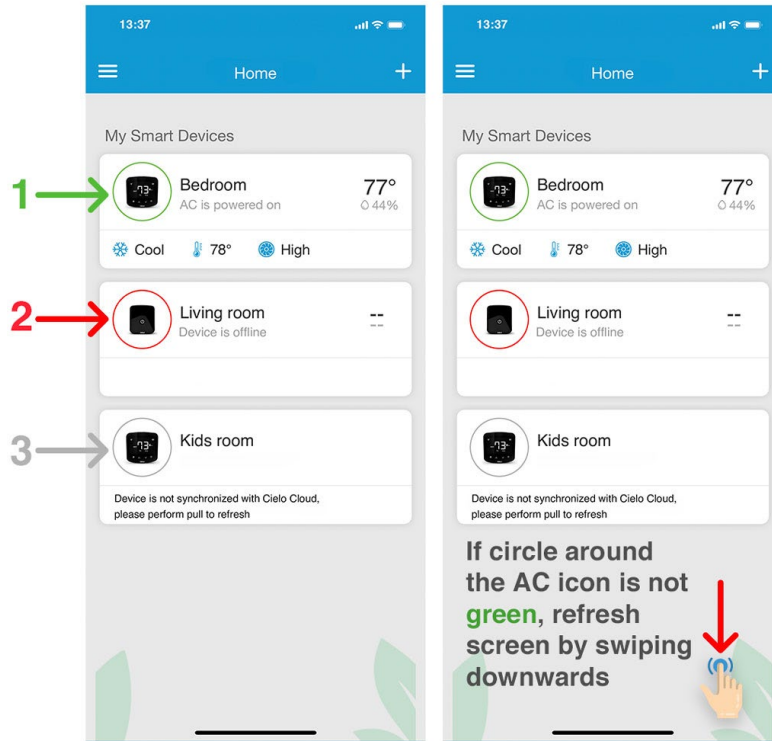 13:37
Home
My Smart Devices
1
Bedroom
77°
AC is powered on
44%
Cool
78°
High
2
Living room
--
Device is offline
--
3
Kids room
Device is not synchronized with Cielo Cloud,
please perform pull to refresh
13:37
Home
My Smart Devices
Bedroom
77°
AC is powered on
44%
Cool
78°
High
Living room
--
Device is offline
--
Kids room
Device is not synchronized with Cielo Cloud,
please perform pull to refresh
If circle around
the AC icon is not
green, refresh
screen by swiping
downwards